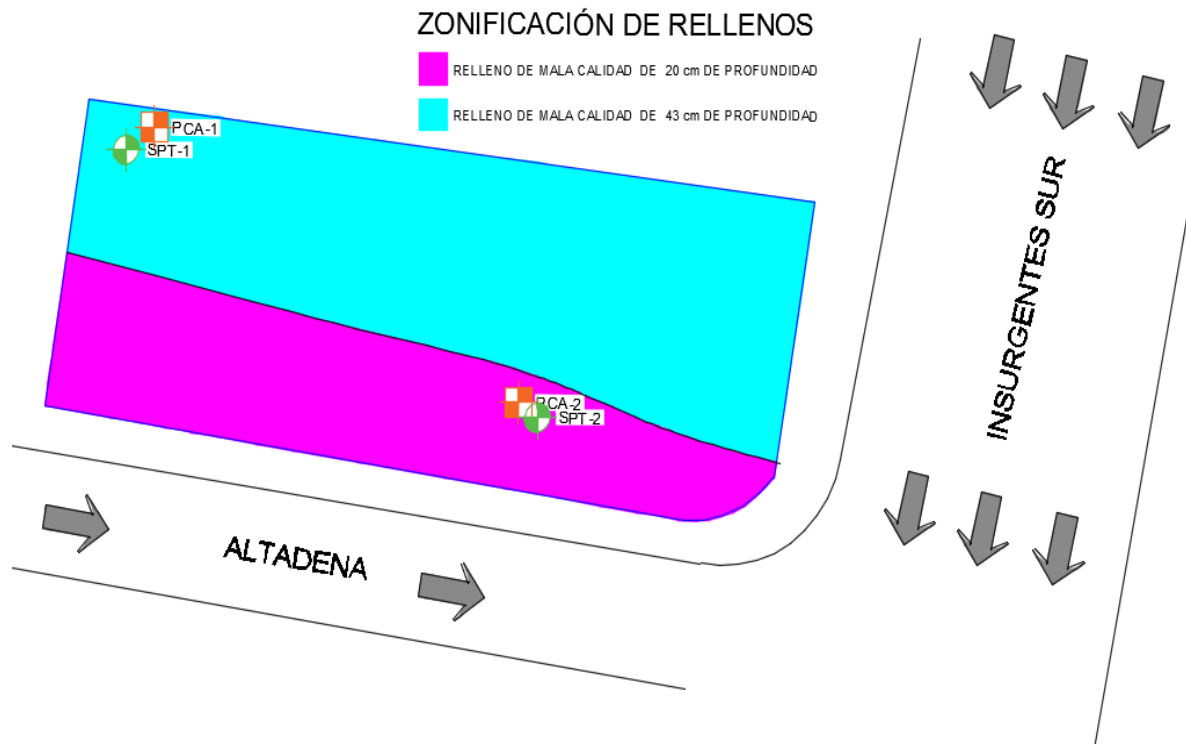 ZONIFICACIÓN DE RELLENOS
RELLENO DE MALA CALIDAD DE 20 cm DE PROFUNDIDAD
RELLENO DE MALA CALIDAD DE 43 cm DE PROFUNDIDAD
PCA-1
SPT-1
PCA-2
SPT-2
INSURGENTES SUR
ALTADENA